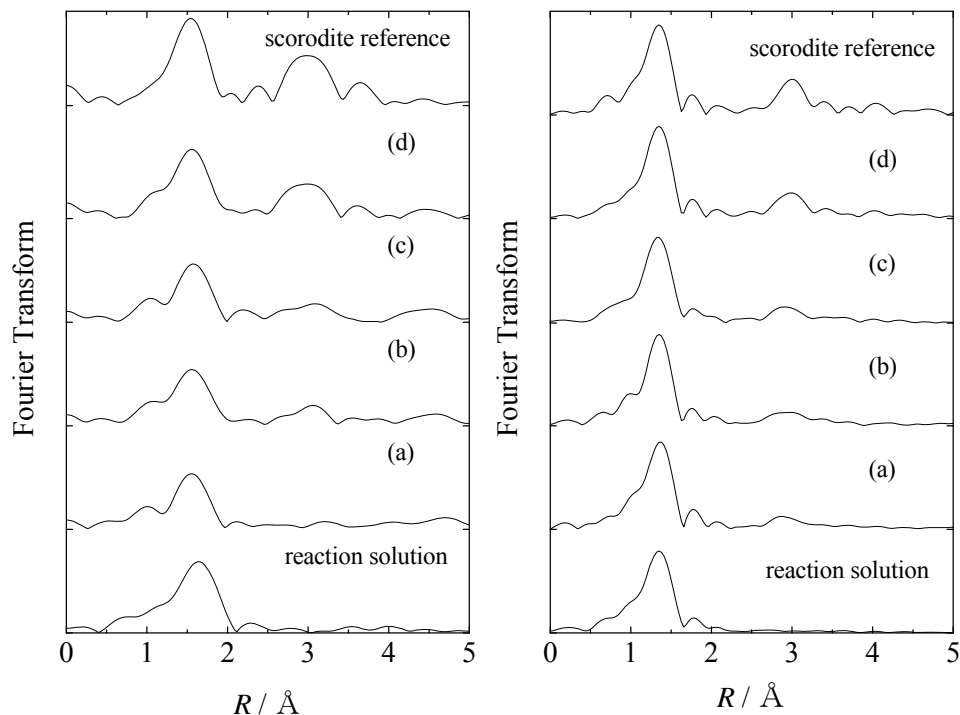 Fourier Transform
scorodite reference
(d)
(c)
(b)
(a)
reaction solution
0 1 2 3 4 5
R / Å
Fourier Transform
scorodite reference
(d)
(c)
(b)
(a)
reaction solution
0 1 2 3 4 5
R / Å